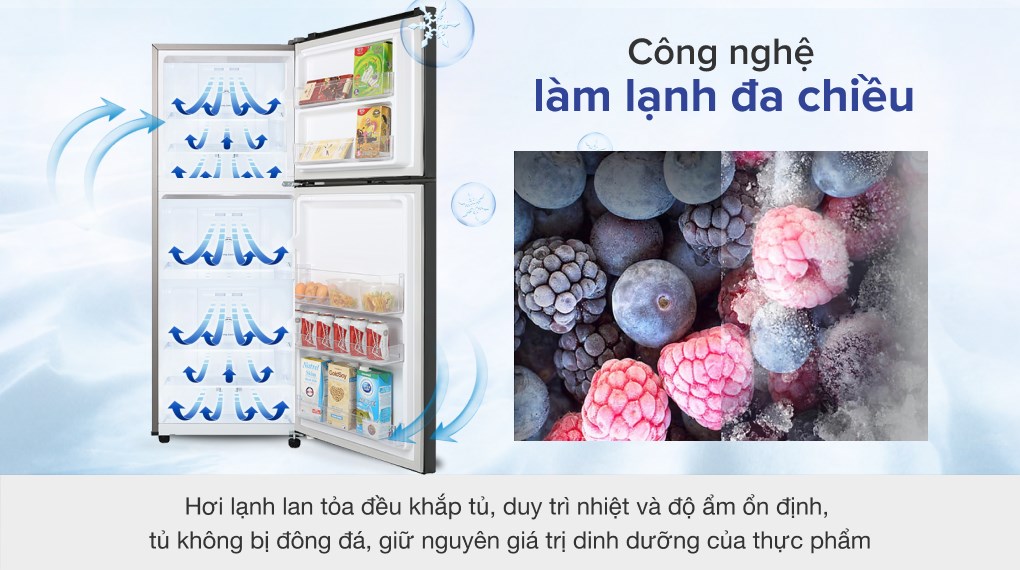 Công nghệ
làm lạnh đa chiều
GoldSoy
Hơi lạnh lan tỏa đều khắp tủ, duy trì nhiệt và độ ẩm ổn định,
tủ không bị đông đá, giữ nguyên giá trị dinh dưỡng của thực phẩm